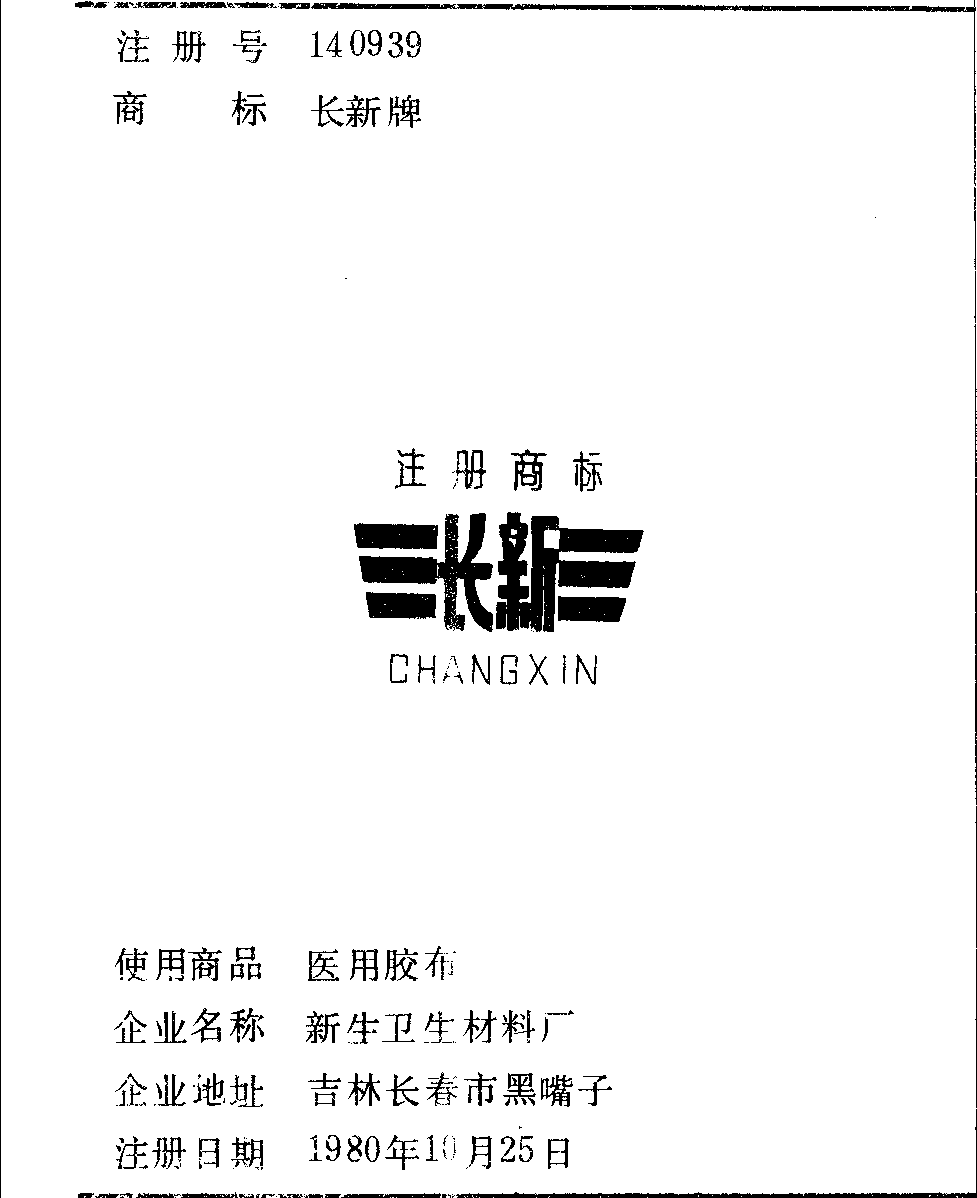 注册号 140939
商标 长新牌
注册商标
长新
CHANGXIN
使用商品 医用胶布
企业名称 新生卫生材料厂
企业地址 吉林长春市黑嘴子
注册日期 1980年10月25日